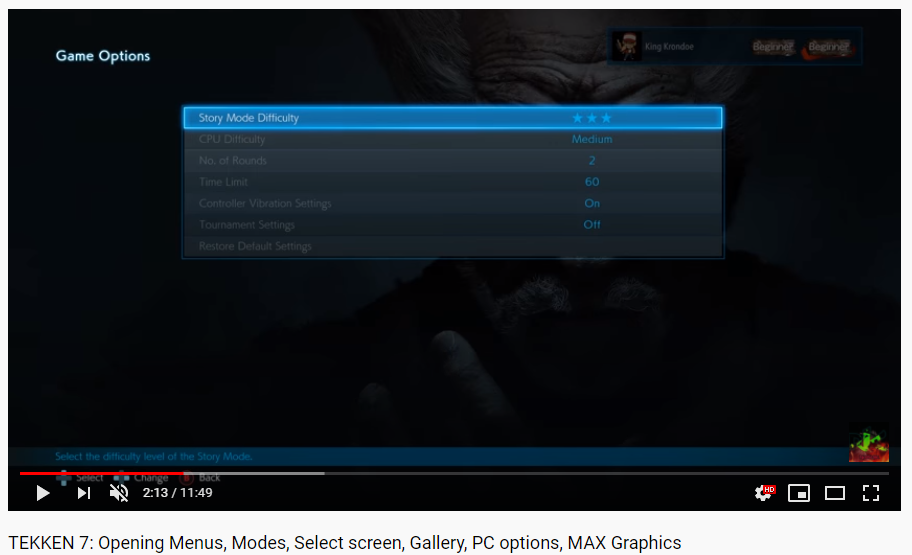 Game Options
King Krondoe
Beginner Beginner
Story Mode Difficulty ★★★
CPU Difficulty Medium
No. of Rounds 2
Time Limit 60
Controller Vibration Settings On
Tournament Settings Off
Restore Default Settings
Select the difficulty level of the Story Mode.
Select Change B Back
2:13 / 11:49 HD
TEKKEN 7: Opening Menus, Modes, Select screen, Gallery, PC options, MAX Graphics